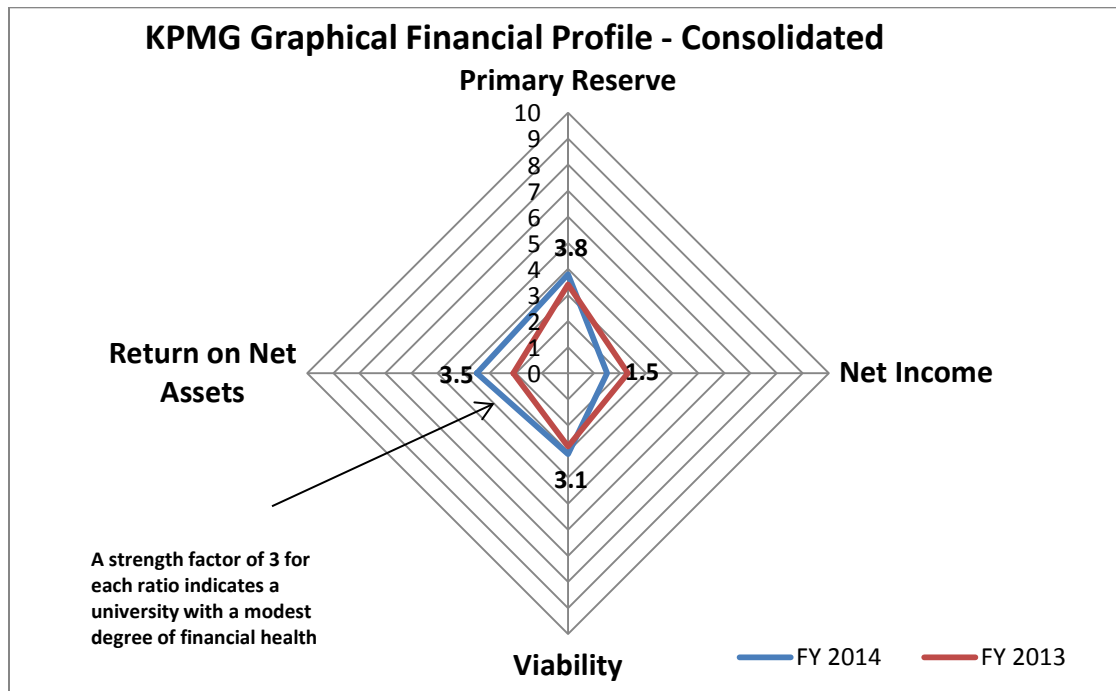 KPMG Graphical Financial Profile - Consolidated
Primary Reserve
10
9
8
7
6
5
3.8
4
3
2
1
0
Return on Net
Assets
3.5
1.5
Net Income
3.1
A strength factor of 3 for
each ratio indicates a
university with a modest
degree of financial health
Viability
FY 2014
FY 2013